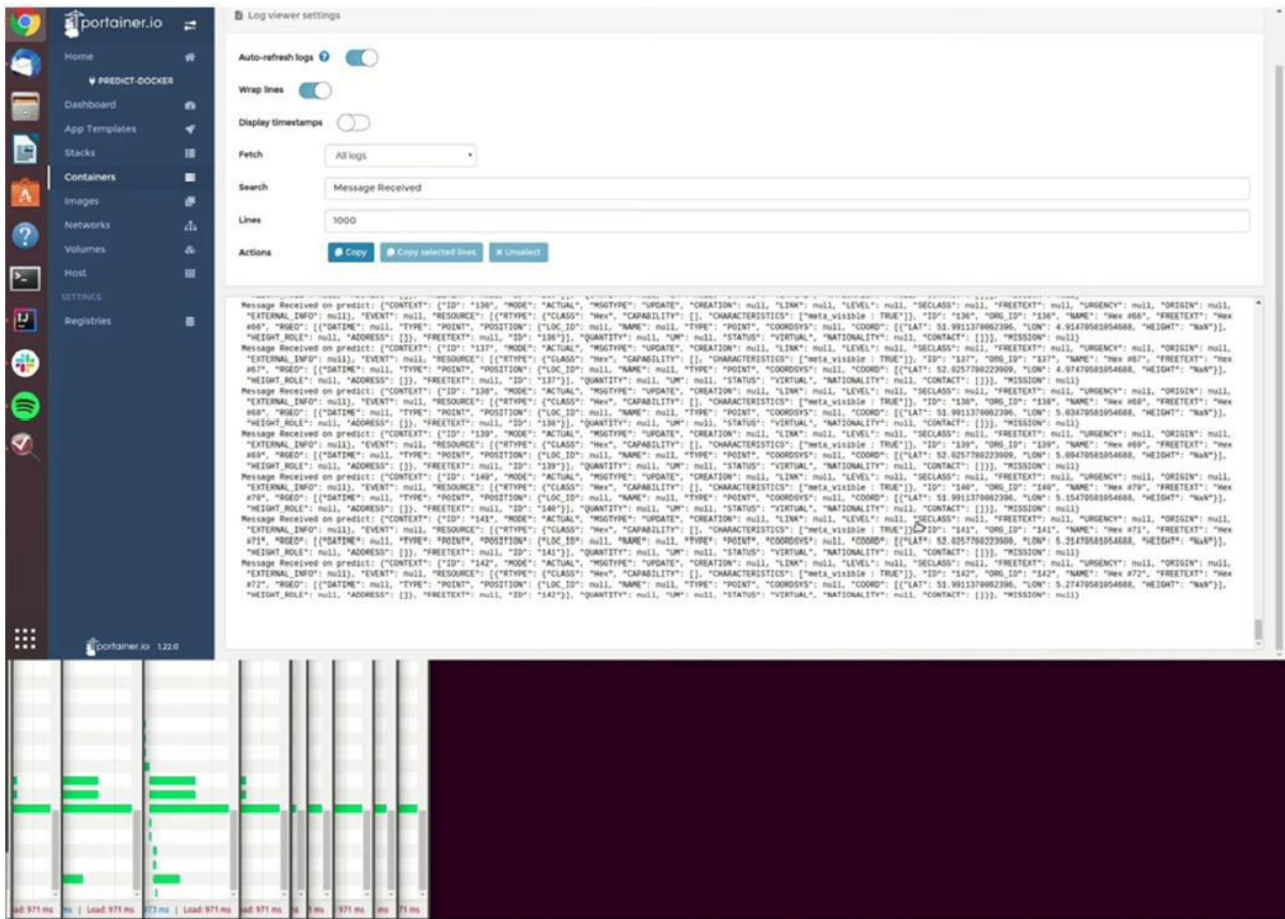 portainer.io
Home
PREDICT-DOCKER
Dashboard
App Templates
Stacks
Containers
Images
Networks
Volumes
Host
SETTINGS
Registries
portainer.io 1.22.0
Log viewer settings
Auto-refresh logs
Wrap lines
Display timestamps
Fetch All logs
Search Message Received
Lines 1000
Actions Copy Copy selected lines Unselect
Message Received on predict: {"CONTEXT": {"ID": "136", "MODE": "ACTUAL", "MSGTYPE": "UPDATE", "CREATION": null, "LINK": null, "LEVEL": null, "SECLASS": null, "FREETEXT": null, "URGENCY": null, "ORIGIN": null,
"EXTERNAL_INFO": null}, "EVENT": null, "RESOURCE": [{"RTYPE": {"CLASS": "Hex", "CAPABILITY": [], "CHARACTERISTICS": ["meta_visible : TRUE"]}, "ID": "136", "ORG_ID": "136", "NAME": "Hex #66", "FREETEXT": "Hex
#66", "RGEO": [{"DATIME": null, "TYPE": "POINT", "POSITION": {"LOC_ID": null, "NAME": null, "TYPE": "POINT", "COORDSYS": null, "COORD": [{"LAT": 51.9911370062396, "LON": 4.91470581054688, "HEIGHT": "NaN"}],
"HEIGHT_ROLE": null, "ADDRESS": []}, "FREETEXT": null, "ID": "136"}], "QUANTITY": null, "UM": null, "STATUS": "VIRTUAL", "NATIONALITY": null, "CONTACT": []}], "MISSION": null}
Message Received on predict: {"CONTEXT": {"ID": "137", "MODE": "ACTUAL", "MSGTYPE": "UPDATE", "CREATION": null, "LINK": null, "LEVEL": null, "SECLASS": null, "FREETEXT": null, "URGENCY": null, "ORIGIN": null,
"EXTERNAL_INFO": null}, "EVENT": null, "RESOURCE": [{"RTYPE": {"CLASS": "Hex", "CAPABILITY": [], "CHARACTERISTICS": ["meta_visible : TRUE"]}, "ID": "137", "ORG_ID": "137", "NAME": "Hex #67", "FREETEXT": "Hex
#67", "RGEO": [{"DATIME": null, "TYPE": "POINT", "POSITION": {"LOC_ID": null, "NAME": null, "TYPE": "POINT", "COORDSYS": null, "COORD": [{"LAT": 52.0257780223909, "LON": 4.97470581054688, "HEIGHT": "NaN"}],
"HEIGHT_ROLE": null, "ADDRESS": []}, "FREETEXT": null, "ID": "137"}], "QUANTITY": null, "UM": null, "STATUS": "VIRTUAL", "NATIONALITY": null, "CONTACT": []}], "MISSION": null}
Message Received on predict: {"CONTEXT": {"ID": "138", "MODE": "ACTUAL", "MSGTYPE": "UPDATE", "CREATION": null, "LINK": null, "LEVEL": null, "SECLASS": null, "FREETEXT": null, "URGENCY": null, "ORIGIN": null,
"EXTERNAL_INFO": null}, "EVENT": null, "RESOURCE": [{"RTYPE": {"CLASS": "Hex", "CAPABILITY": [], "CHARACTERISTICS": ["meta_visible : TRUE"]}, "ID": "138", "ORG_ID": "138", "NAME": "Hex #68", "FREETEXT": "Hex
#68", "RGEO": [{"DATIME": null, "TYPE": "POINT", "POSITION": {"LOC_ID": null, "NAME": null, "TYPE": "POINT", "COORDSYS": null, "COORD": [{"LAT": 51.9911370062396, "LON": 5.03470581054688, "HEIGHT": "NaN"}],
"HEIGHT_ROLE": null, "ADDRESS": []}, "FREETEXT": null, "ID": "138"}], "QUANTITY": null, "UM": null, "STATUS": "VIRTUAL", "NATIONALITY": null, "CONTACT": []}], "MISSION": null}
Message Received on predict: {"CONTEXT": {"ID": "139", "MODE": "ACTUAL", "MSGTYPE": "UPDATE", "CREATION": null, "LINK": null, "LEVEL": null, "SECLASS": null, "FREETEXT": null, "URGENCY": null, "ORIGIN": null,
"EXTERNAL_INFO": null}, "EVENT": null, "RESOURCE": [{"RTYPE": {"CLASS": "Hex", "CAPABILITY": [], "CHARACTERISTICS": ["meta_visible : TRUE"]}, "ID": "139", "ORG_ID": "139", "NAME": "Hex #69", "FREETEXT": "Hex
#69", "RGEO": [{"DATIME": null, "TYPE": "POINT", "POSITION": {"LOC_ID": null, "NAME": null, "TYPE": "POINT", "COORDSYS": null, "COORD": [{"LAT": 52.0257780223909, "LON": 5.09470581054688, "HEIGHT": "NaN"}],
"HEIGHT_ROLE": null, "ADDRESS": []}, "FREETEXT": null, "ID": "139"}], "QUANTITY": null, "UM": null, "STATUS": "VIRTUAL", "NATIONALITY": null, "CONTACT": []}], "MISSION": null}
Message Received on predict: {"CONTEXT": {"ID": "140", "MODE": "ACTUAL", "MSGTYPE": "UPDATE", "CREATION": null, "LINK": null, "LEVEL": null, "SECLASS": null, "FREETEXT": null, "URGENCY": null, "ORIGIN": null,
"EXTERNAL_INFO": null}, "EVENT": null, "RESOURCE": [{"RTYPE": {"CLASS": "Hex", "CAPABILITY": [], "CHARACTERISTICS": ["meta_visible : TRUE"]}, "ID": "140", "ORG_ID": "140", "NAME": "Hex #70", "FREETEXT": "Hex
#70", "RGEO": [{"DATIME": null, "TYPE": "POINT", "POSITION": {"LOC_ID": null, "NAME": null, "TYPE": "POINT", "COORDSYS": null, "COORD": [{"LAT": 51.9911370062396, "LON": 5.15470581054688, "HEIGHT": "NaN"}],
"HEIGHT_ROLE": null, "ADDRESS": []}, "FREETEXT": null, "ID": "140"}], "QUANTITY": null, "UM": null, "STATUS": "VIRTUAL", "NATIONALITY": null, "CONTACT": []}], "MISSION": null}
Message Received on predict: {"CONTEXT": {"ID": "141", "MODE": "ACTUAL", "MSGTYPE": "UPDATE", "CREATION": null, "LINK": null, "LEVEL": null, "SECLASS": null, "FREETEXT": null, "URGENCY": null, "ORIGIN": null,
"EXTERNAL_INFO": null}, "EVENT": null, "RESOURCE": [{"RTYPE": {"CLASS": "Hex", "CAPABILITY": [], "CHARACTERISTICS": ["meta_visible : TRUE"]}, "ID": "141", "ORG_ID": "141", "NAME": "Hex #71", "FREETEXT": "Hex
#71", "RGEO": [{"DATIME": null, "TYPE": "POINT", "POSITION": {"LOC_ID": null, "NAME": null, "TYPE": "POINT", "COORDSYS": null, "COORD": [{"LAT": 52.0257780223909, "LON": 5.21470581054688, "HEIGHT": "NaN"}],
"HEIGHT_ROLE": null, "ADDRESS": []}, "FREETEXT": null, "ID": "141"}], "QUANTITY": null, "UM": null, "STATUS": "VIRTUAL", "NATIONALITY": null, "CONTACT": []}], "MISSION": null}
Message Received on predict: {"CONTEXT": {"ID": "142", "MODE": "ACTUAL", "MSGTYPE": "UPDATE", "CREATION": null, "LINK": null, "LEVEL": null, "SECLASS": null, "FREETEXT": null, "URGENCY": null, "ORIGIN": null,
"EXTERNAL_INFO": null}, "EVENT": null, "RESOURCE": [{"RTYPE": {"CLASS": "Hex", "CAPABILITY": [], "CHARACTERISTICS": ["meta_visible : TRUE"]}, "ID": "142", "ORG_ID": "142", "NAME": "Hex #72", "FREETEXT": "Hex
#72", "RGEO": [{"DATIME": null, "TYPE": "POINT", "POSITION": {"LOC_ID": null, "NAME": null, "TYPE": "POINT", "COORDSYS": null, "COORD": [{"LAT": 51.9911370062396, "LON": 5.27470581054688, "HEIGHT": "NaN"}],
"HEIGHT_ROLE": null, "ADDRESS": []}, "FREETEXT": null, "ID": "142"}], "QUANTITY": null, "UM": null, "STATUS": "VIRTUAL", "NATIONALITY": null, "CONTACT": []}], "MISSION": null}
ad: 971 ms ms | Load: 971 ms 973 ms | Load: 971 ms ad: 971 ms ms 971 ms ms 71 ms